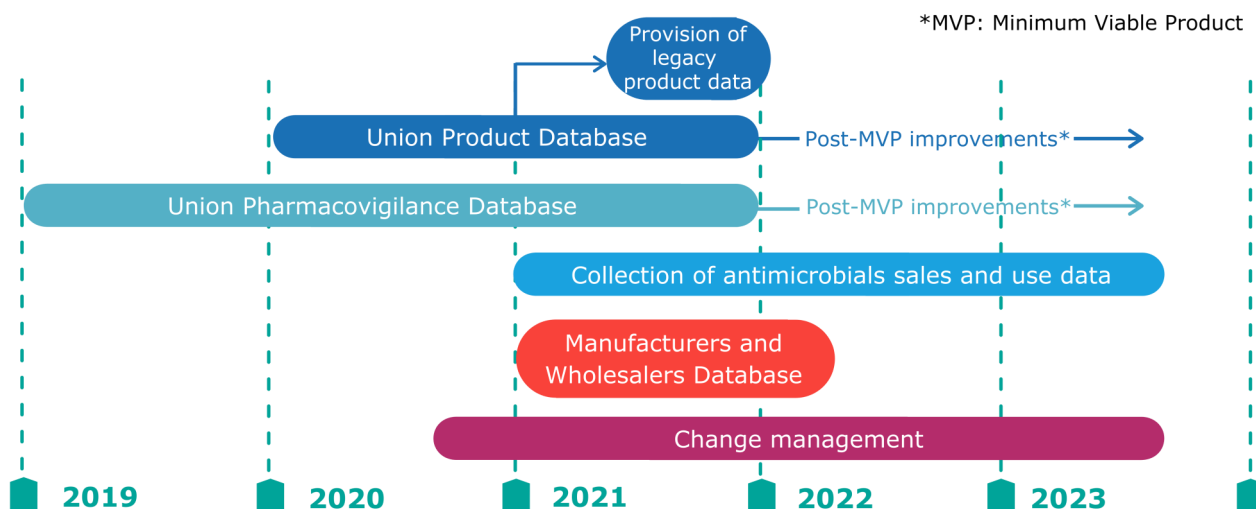 *MVP: Minimum Viable Product
Provision of
legacy
product data
Union Product Database
Post-MVP improvements*
Union Pharmacovigilance Database
Post-MVP improvements*
Collection of antimicrobials sales and use data
Manufacturers and
Wholesalers Database
Change management
2019
2020
2021
2022
2023